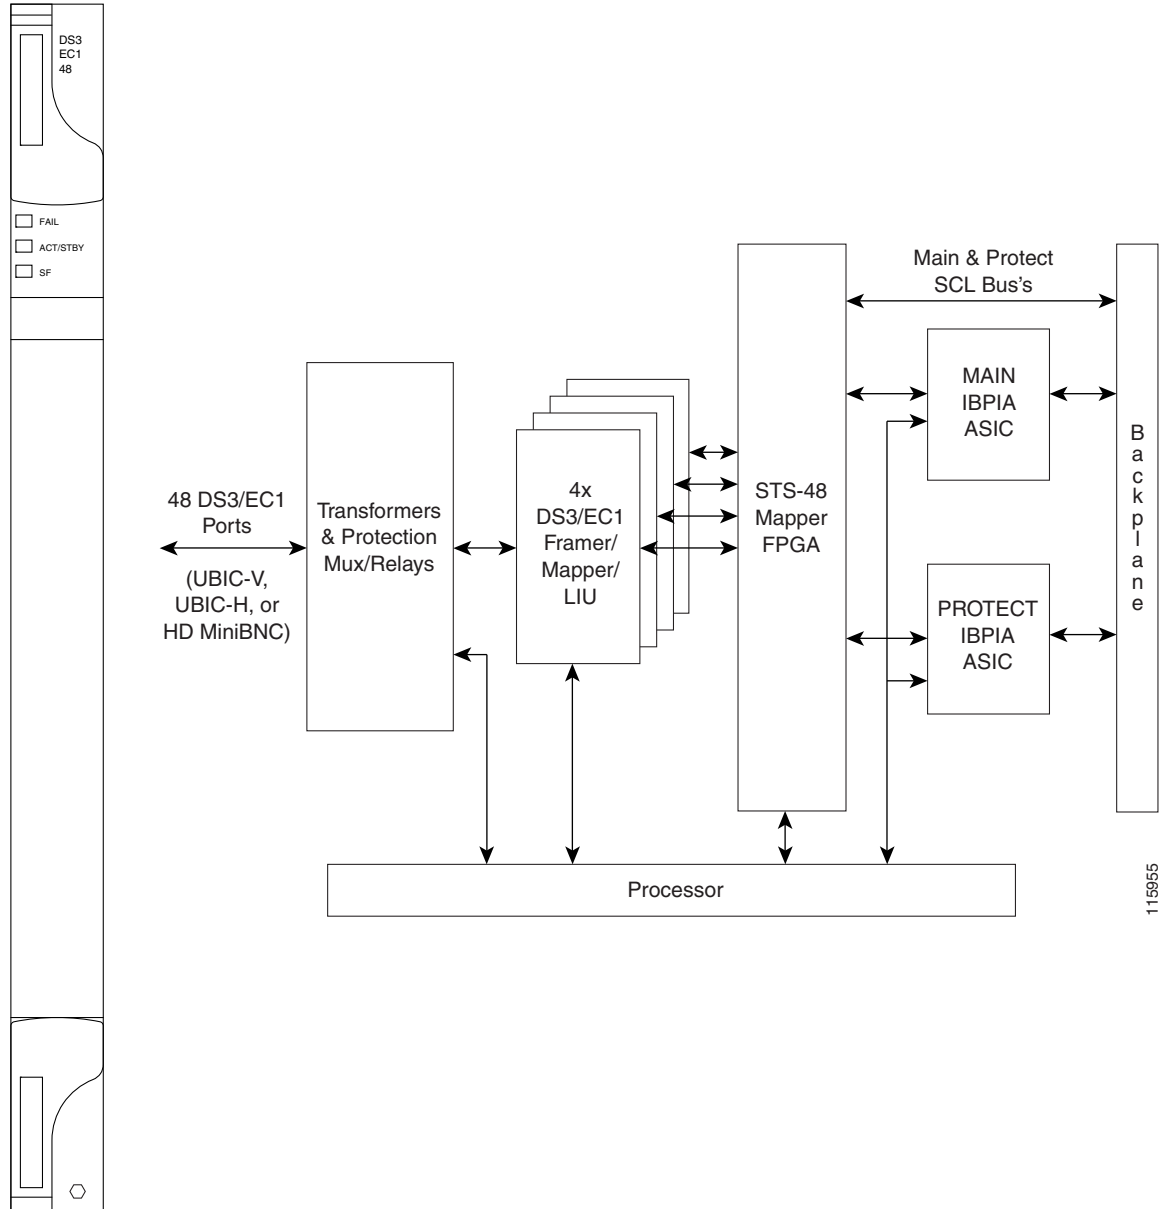 DS3
EC1
48
FAIL
ACT/STBY
SF
48 DS3/EC1
Ports
(UBIC-V,
UBIC-H, or
HD MiniBNC)
Transformers
& Protection
Mux/Relays
4x
DS3/EC1
Framer/
Mapper/
LIU
STS-48
Mapper
FPGA
Main & Protect
SCL Bus's
MAIN
IBPIA
ASIC
PROTECT
IBPIA
ASIC
Backplane
Processor
115955